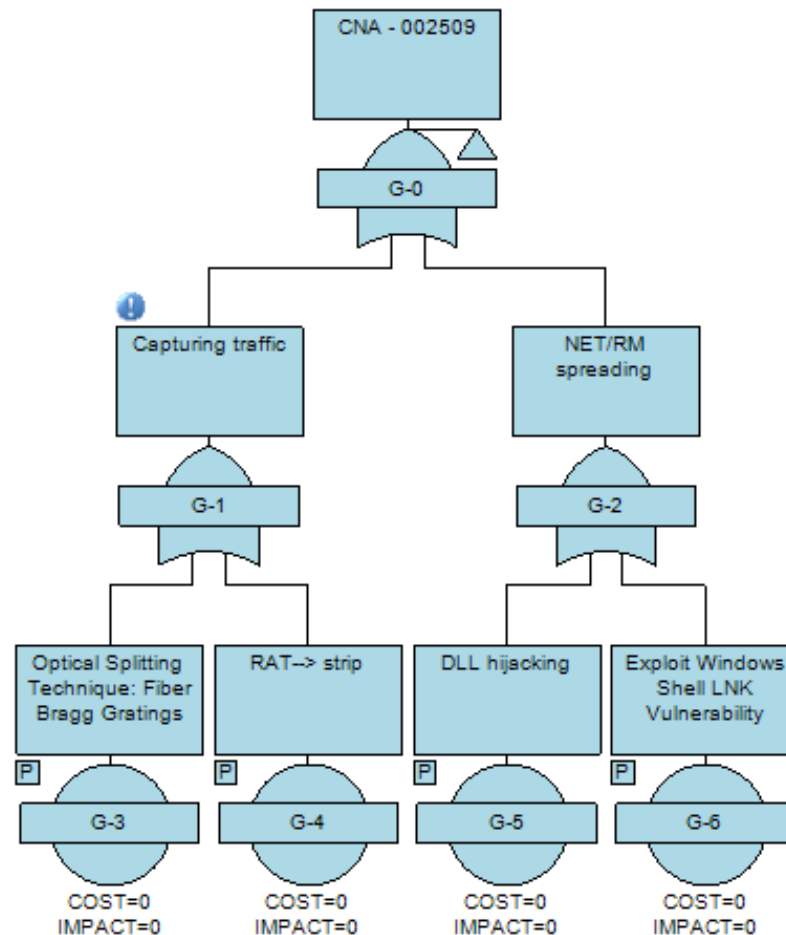 CNA - 002509
G-0
!
Capturing traffic
NET/RM
spreading
G-1
G-2
Optical Splitting
Technique: Fiber
Bragg Gratings
RAT--> strip
DLL hijacking
Exploit Windows
Shell LNK
Vulnerability
P
P
P
P
G-3
G-4
G-5
G-6
COST=0
IMPACT=0
COST=0
IMPACT=0
COST=0
IMPACT=0
COST=0
IMPACT=0